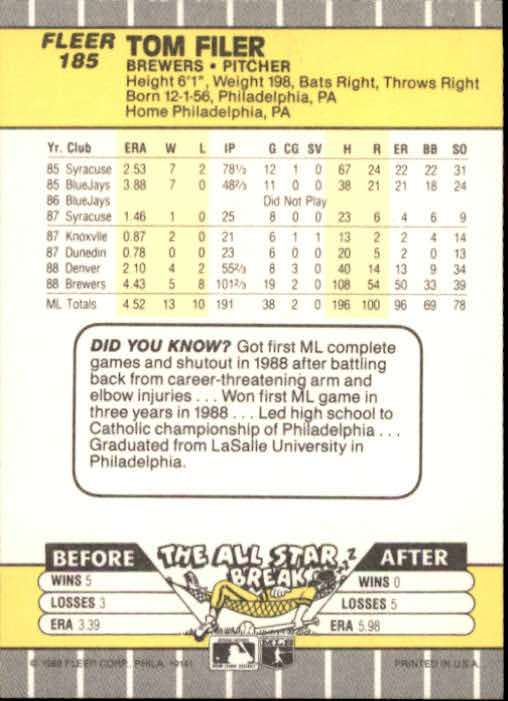 FLEER
185
TOM FILER
BREWERS • PITCHER
Height 6'1", Weight 198, Bats Right, Throws Right
Born 12-1-56, Philadelphia, PA
Home Philadelphia, PA
Yr. Club ERA W L IP G CG SV H R ER BB SO
85 Syracuse 2.53 7 2 78⅓ 12 1 0 67 24 22 22 31
85 BlueJays 3.88 7 0 48⅔ 11 0 0 38 21 21 18 24
86 BlueJays Did Not Play
87 Syracuse 1.46 1 0 25 8 0 0 23 6 4 6 9
87 Knoxvlle 0.87 2 0 21 6 1 1 13 2 2 4 14
87 Dunedin 0.78 0 0 23 6 0 0 20 5 2 0 13
88 Denver 2.10 4 2 55⅔ 8 3 0 40 14 13 9 34
88 Brewers 4.43 5 8 101⅔ 19 2 0 108 54 50 33 39
ML Totals 4.52 13 10 191 38 2 0 196 100 96 69 78
DID YOU KNOW? Got first ML complete
games and shutout in 1988 after battling
back from career-threatening arm and
elbow injuries . . . Won first ML game in
three years in 1988 . . . Led high school to
Catholic championship of Philadelphia . . .
Graduated from LaSalle University in
Philadelphia.
BEFORE THE ALL STAR BREAK AFTER
WINS 5 WINS 0
LOSSES 3 LOSSES 5
ERA 3.39 ERA 5.98
© 1989 FLEER CORP., PHILA. 19141 PRINTED IN U.S.A.